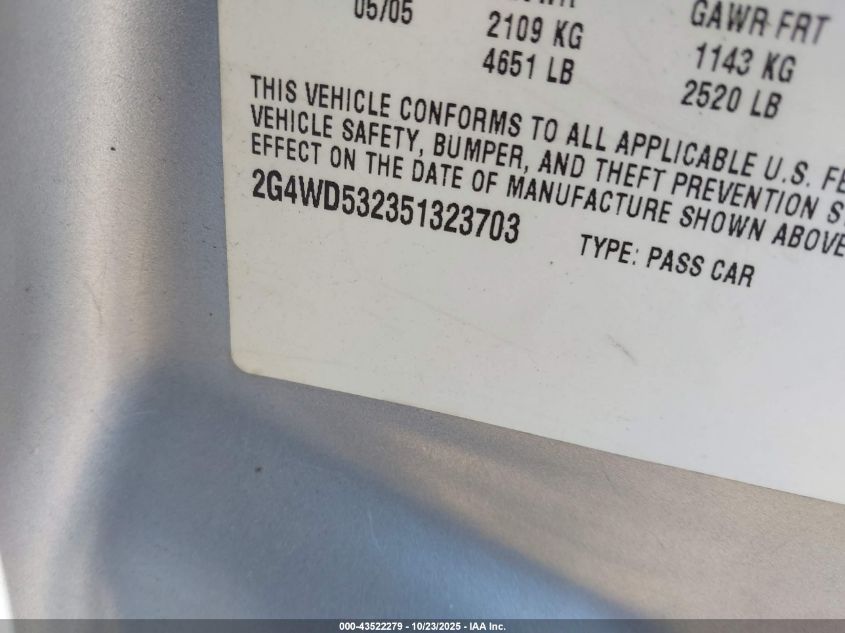 05/05
2109 KG
4651 LB
GAWR FRT
1143 KG
2520 LB
THIS VEHICLE CONFORMS TO ALL APPLICABLE U.S. FE
VEHICLE SAFETY, BUMPER, AND THEFT PREVENTION S
EFFECT ON THE DATE OF MANUFACTURE SHOWN ABOVE
2G4WD532351323703
TYPE: PASS CAR
000-43522279 - 10/23/2025 - IAA Inc.